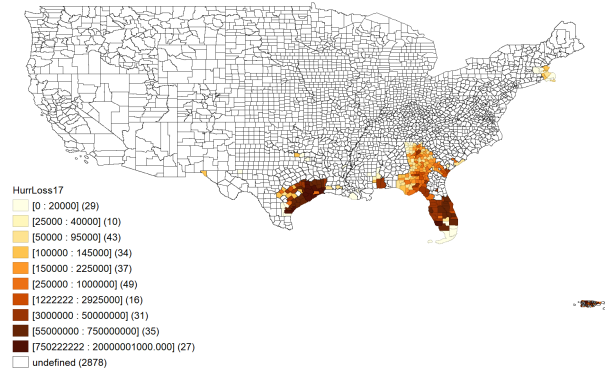 HurrLoss17
[0 : 20000] (29)
[25000 : 40000] (10)
[50000 : 95000] (43)
[100000 : 145000] (34)
[150000 : 225000] (37)
[250000 : 1000000] (49)
[1222222 : 2925000] (16)
[3000000 : 50000000] (31)
[55000000 : 750000000] (35)
[750222222 : 20000001000.000] (27)
undefined (2878)